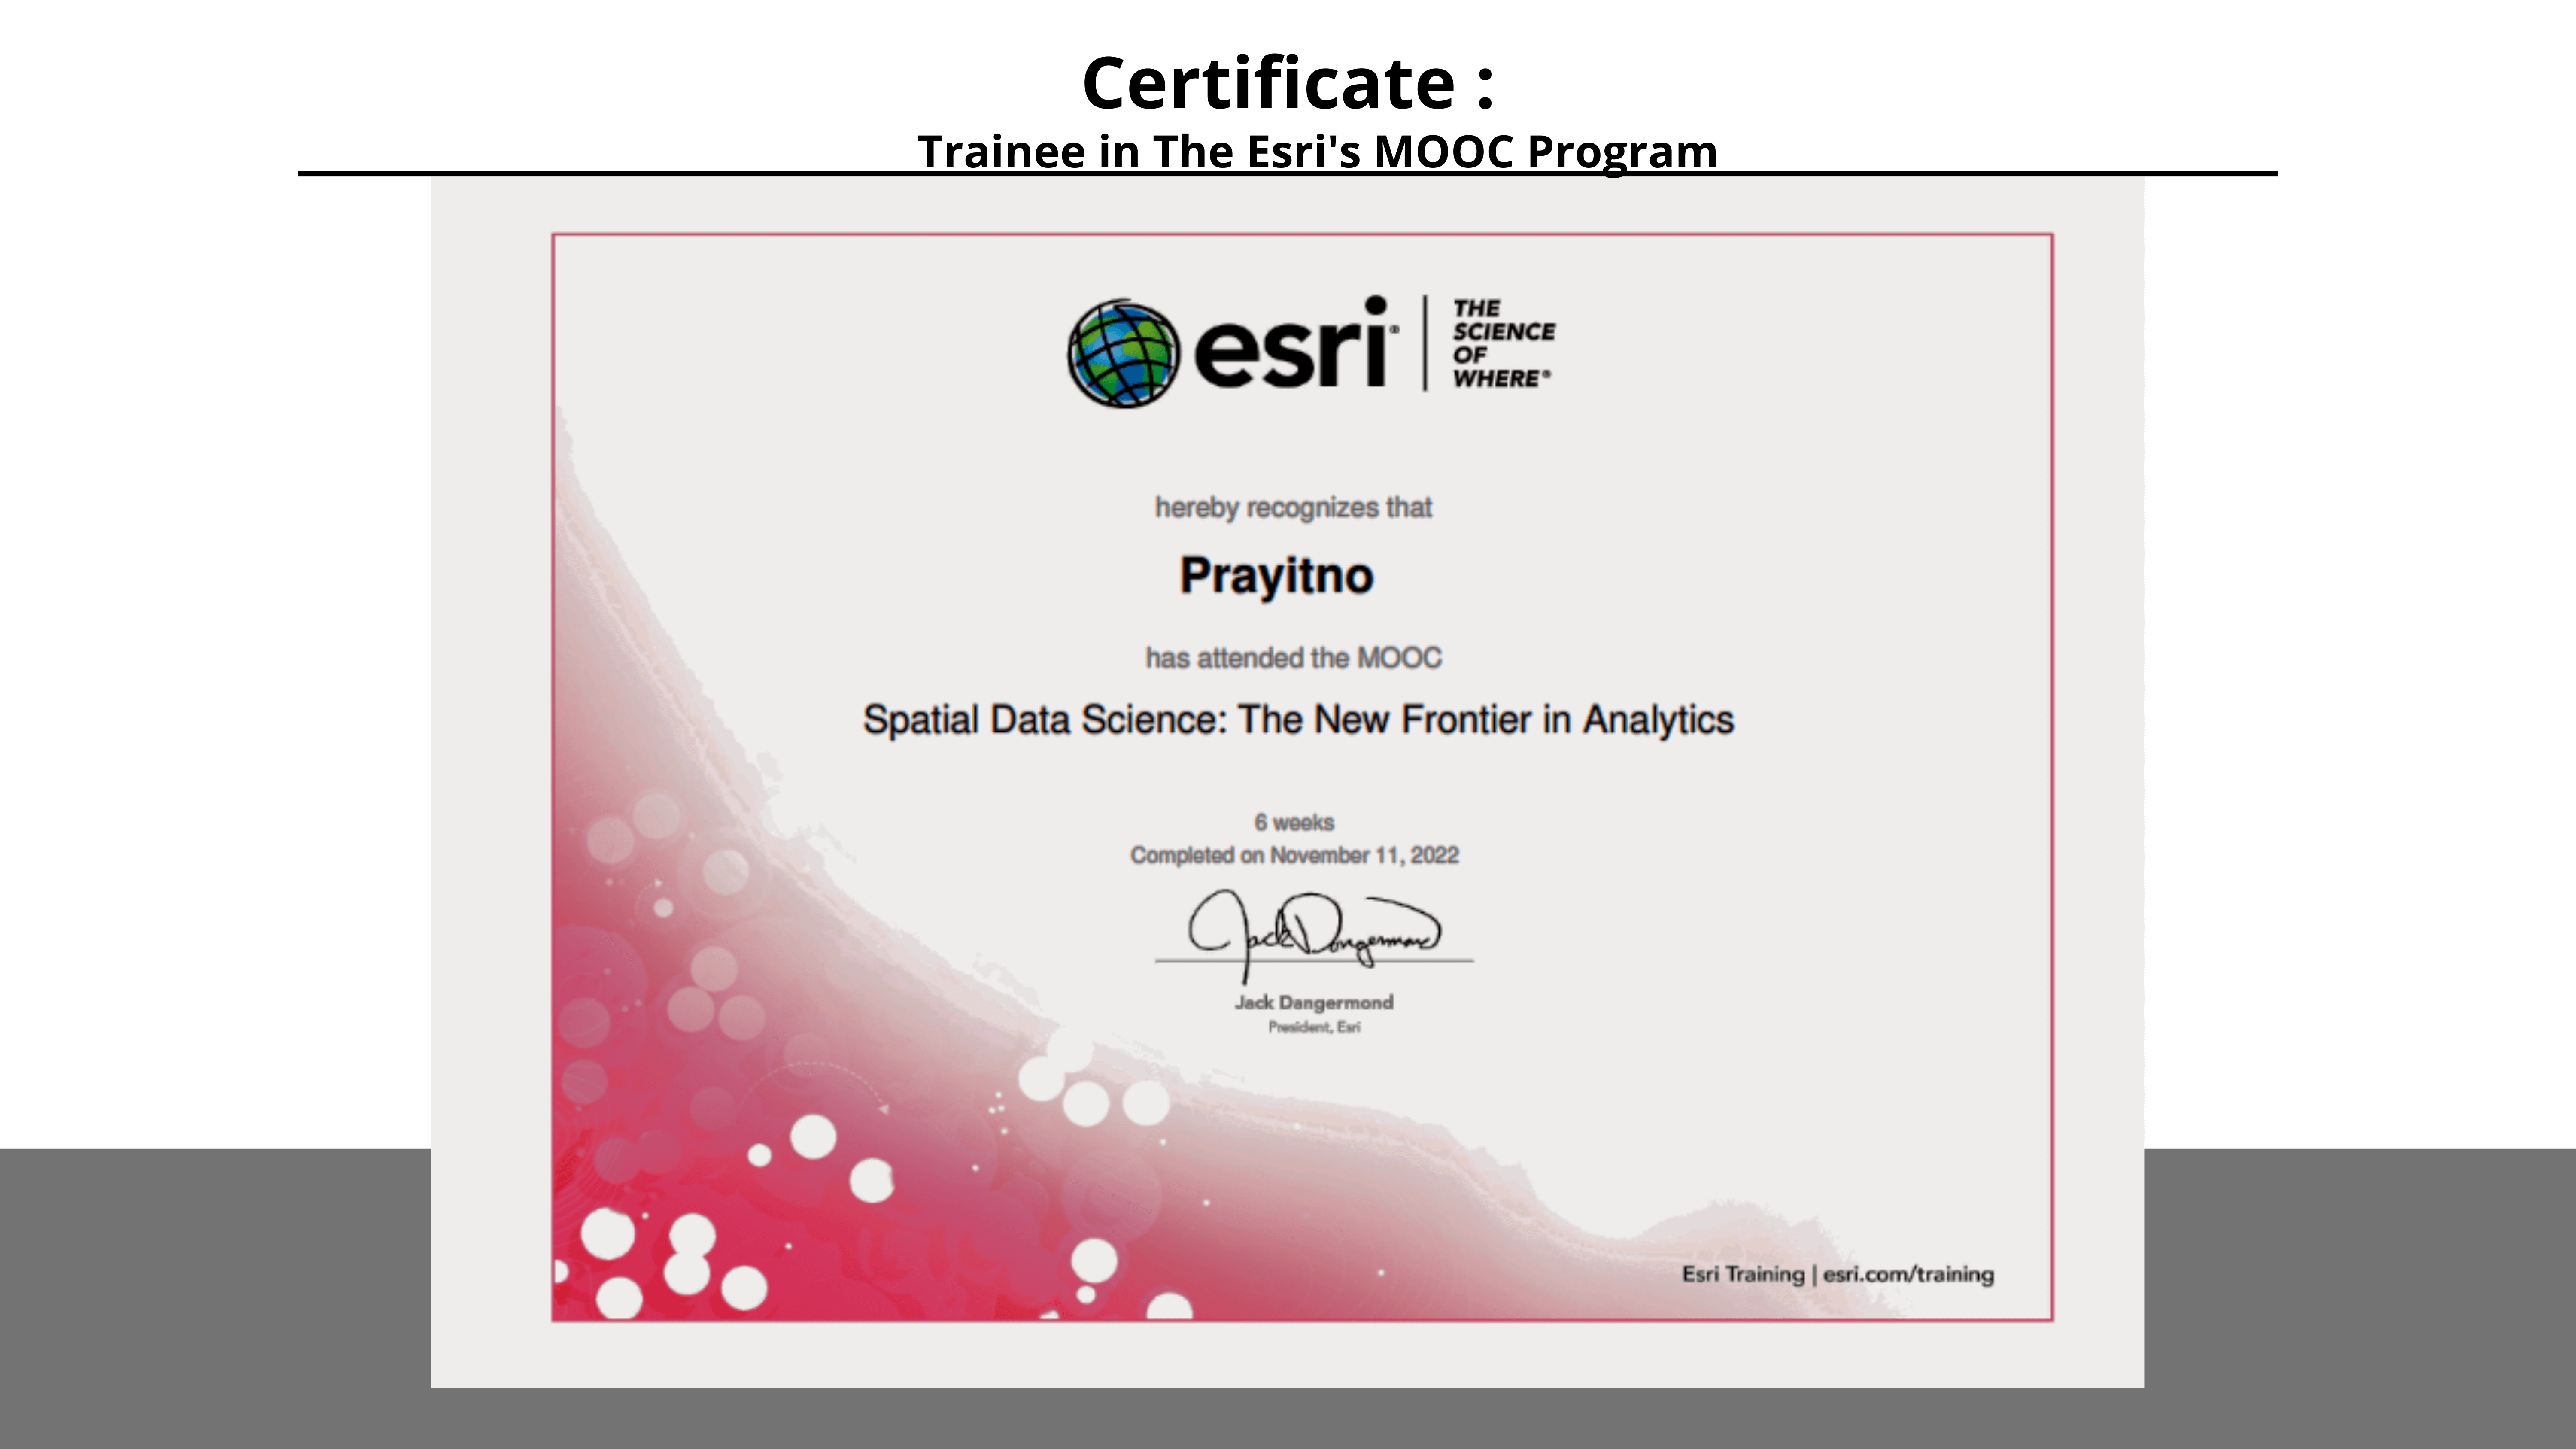 Certificate :
Trainee in The Esri's MOOC Program
esri® | THE
SCIENCE
OF
WHERE®
hereby recognizes that
Prayitno
has attended the MOOC
Spatial Data Science: The New Frontier in Analytics
6 weeks
Completed on November 11, 2022
Jack Dangermond
Jack Dangermond
President, Esri
Esri Training | esri.com/training